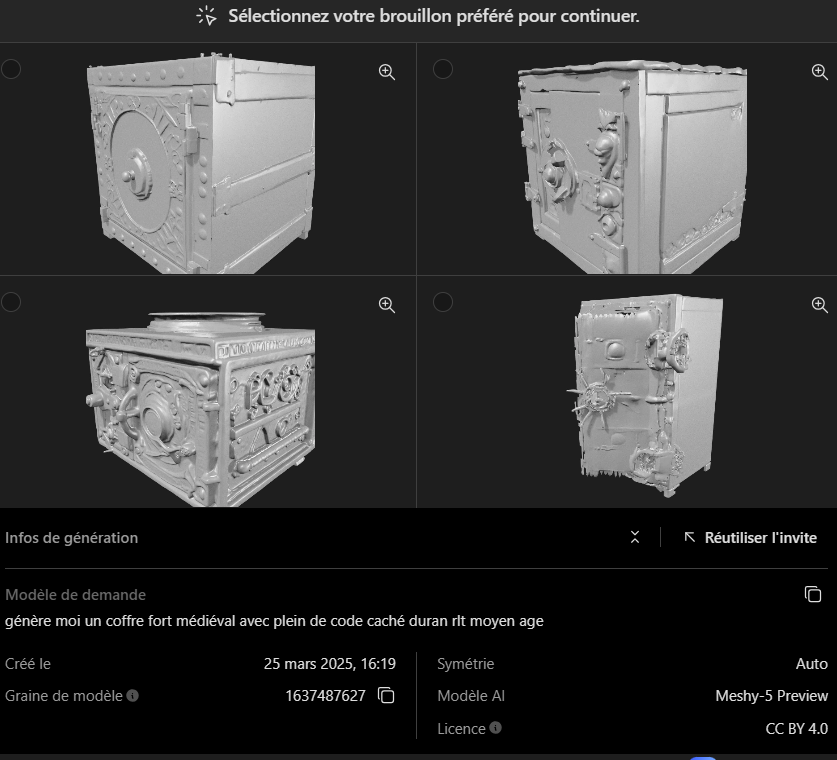 Sélectionnez votre brouillon préféré pour continuer.
Infos de génération
Réutiliser l'invite
Modèle de demande
génère moi un coffre fort médiéval avec plein de code caché duran rlt moyen age
Créé le 25 mars 2025, 16:19
Symétrie Auto
Graine de modèle 1637487627
Modèle AI Meshy-5 Preview
Licence CC BY 4.0